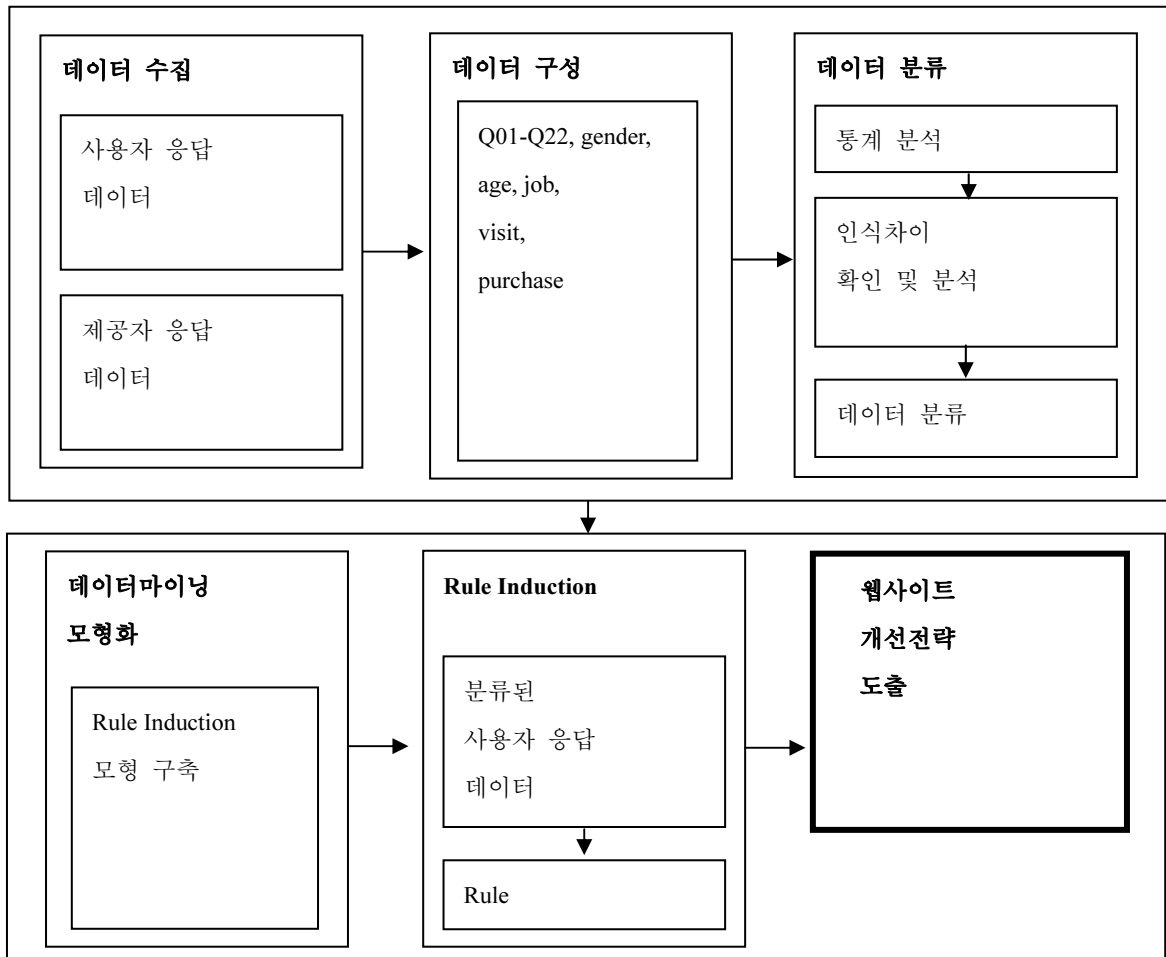 데이터 수집
사용자 응답
데이터
제공자 응답
데이터
데이터 구성
Q01-Q22, gender,
age, job,
visit,
purchase
데이터 분류
통계 분석
인식차이
확인 및 분석
데이터 분류
데이터마이닝
모형화
Rule Induction
모형 구축
Rule Induction
분류된
사용자 응답
데이터
Rule
웹사이트
개선전략
도출